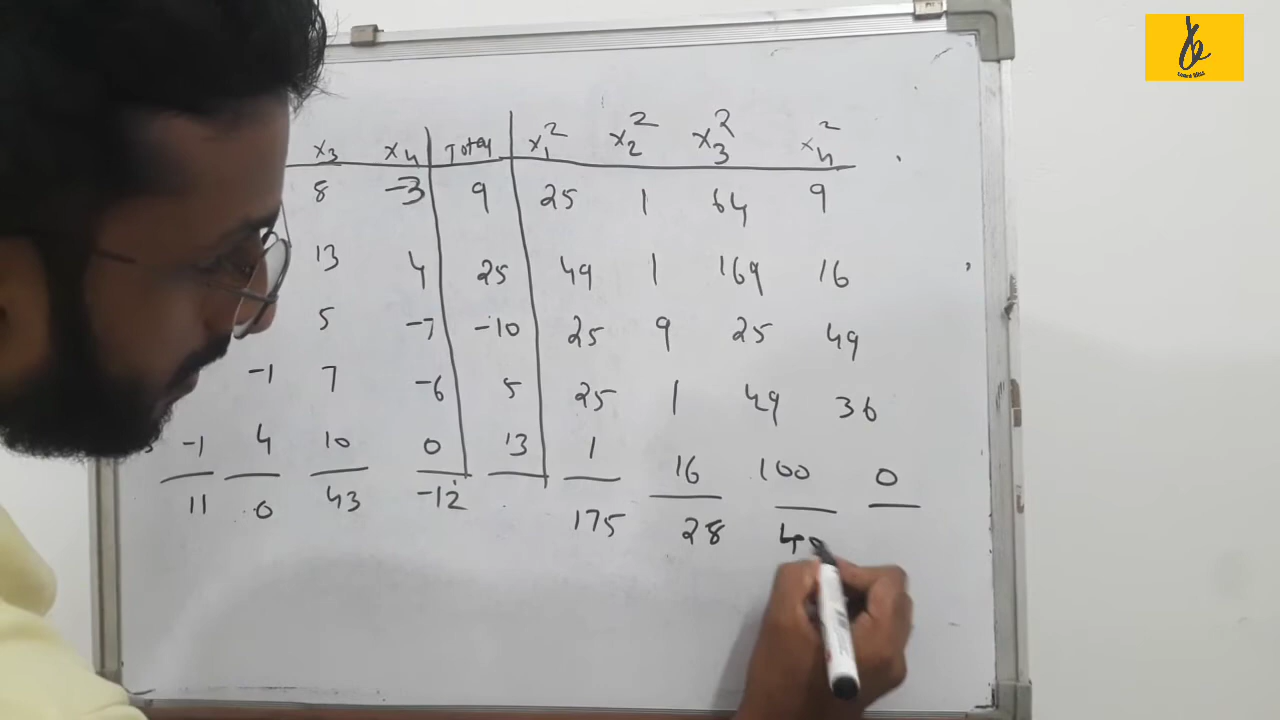 x3 x4 Total x1² x2² x3² x4²
8 -3 9 25 1 64 9
13 4 25 49 1 169 16
5 -7 -10 25 9 25 49
-1 7 -6 5 25 1 49 36
-1 4 10 0 13 1 16 100 0
11 0 43 -12 175 28 40